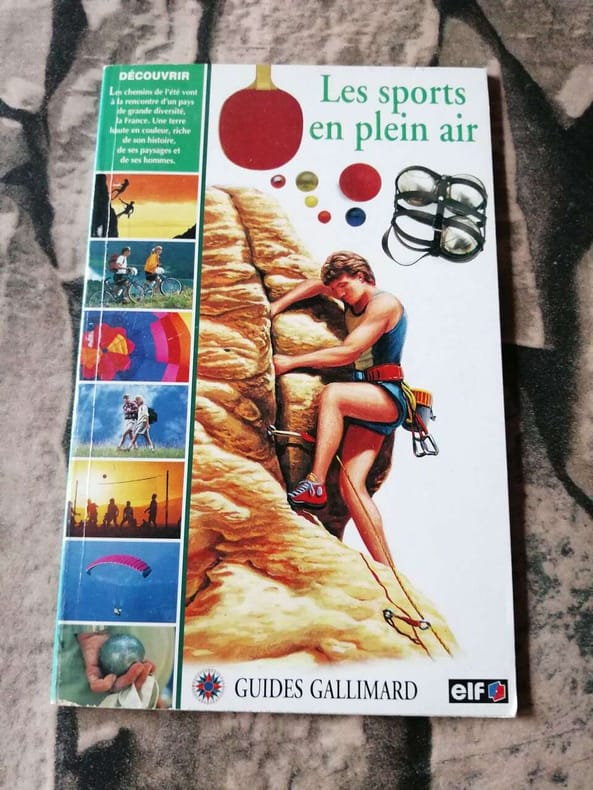 DÉCOUVRIR
Les chemins de l'été vont
à la rencontre d'un pays
de grande diversité,
la France. Une terre
haute en couleur, riche
de son histoire,
de ses paysages et
de ses hommes.
Les sports
en plein air
GUIDES GALLIMARD
elf